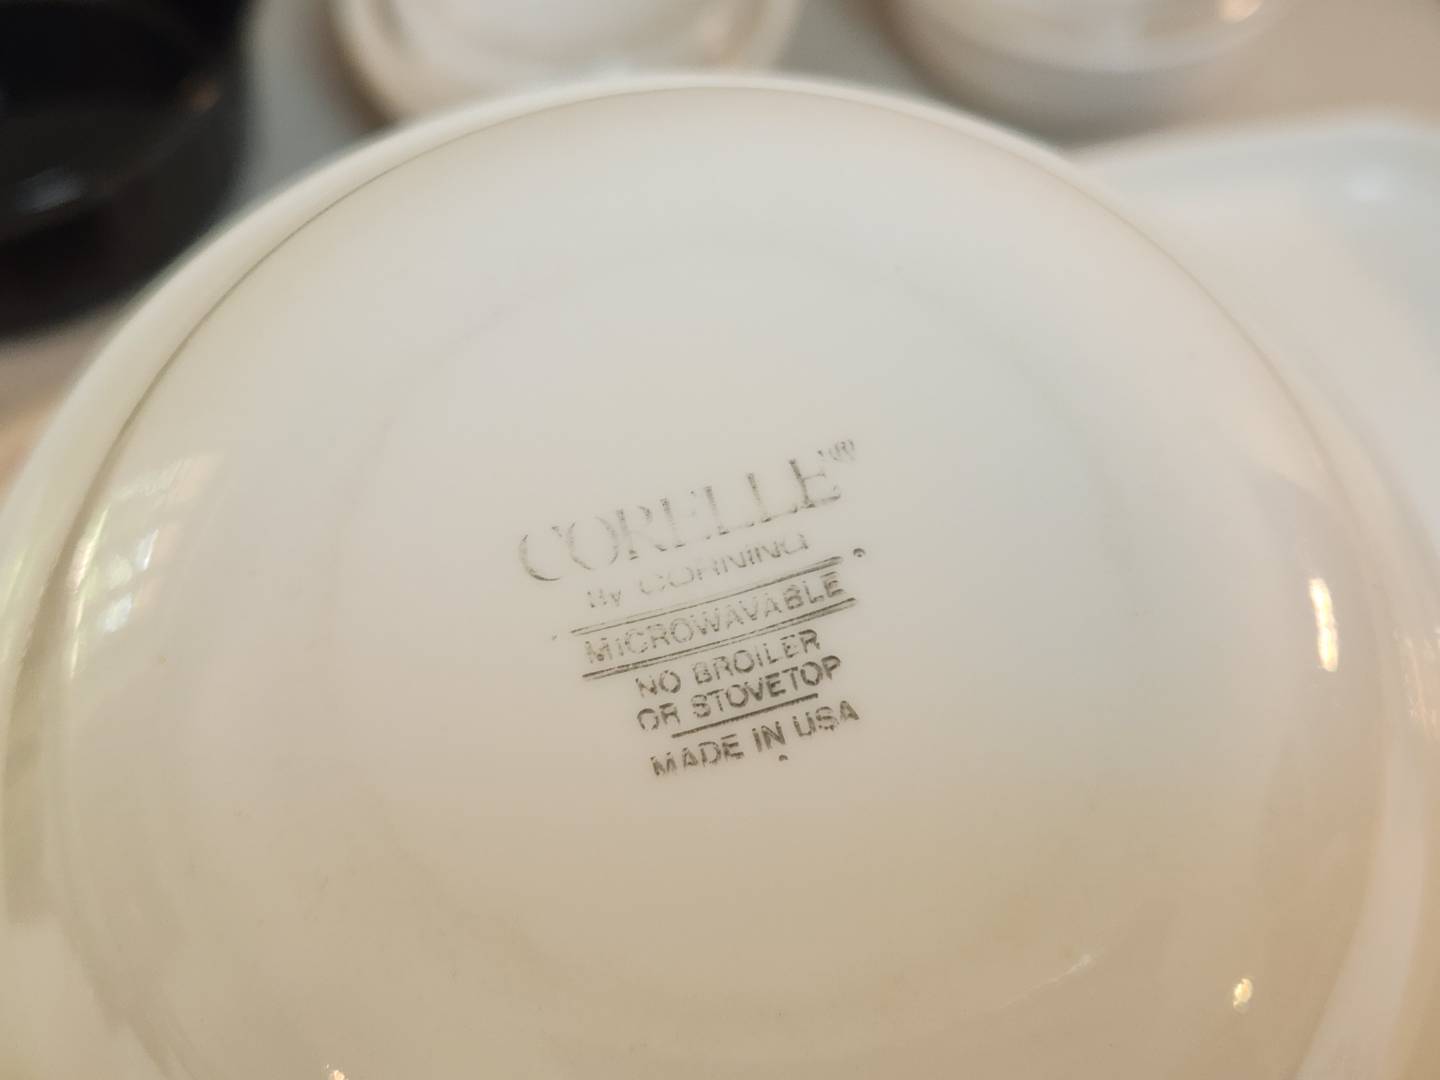 CORELLE®
By CORNING
MICROWAVABLE
NO BROILER
OR STOVETOP
MADE IN USA